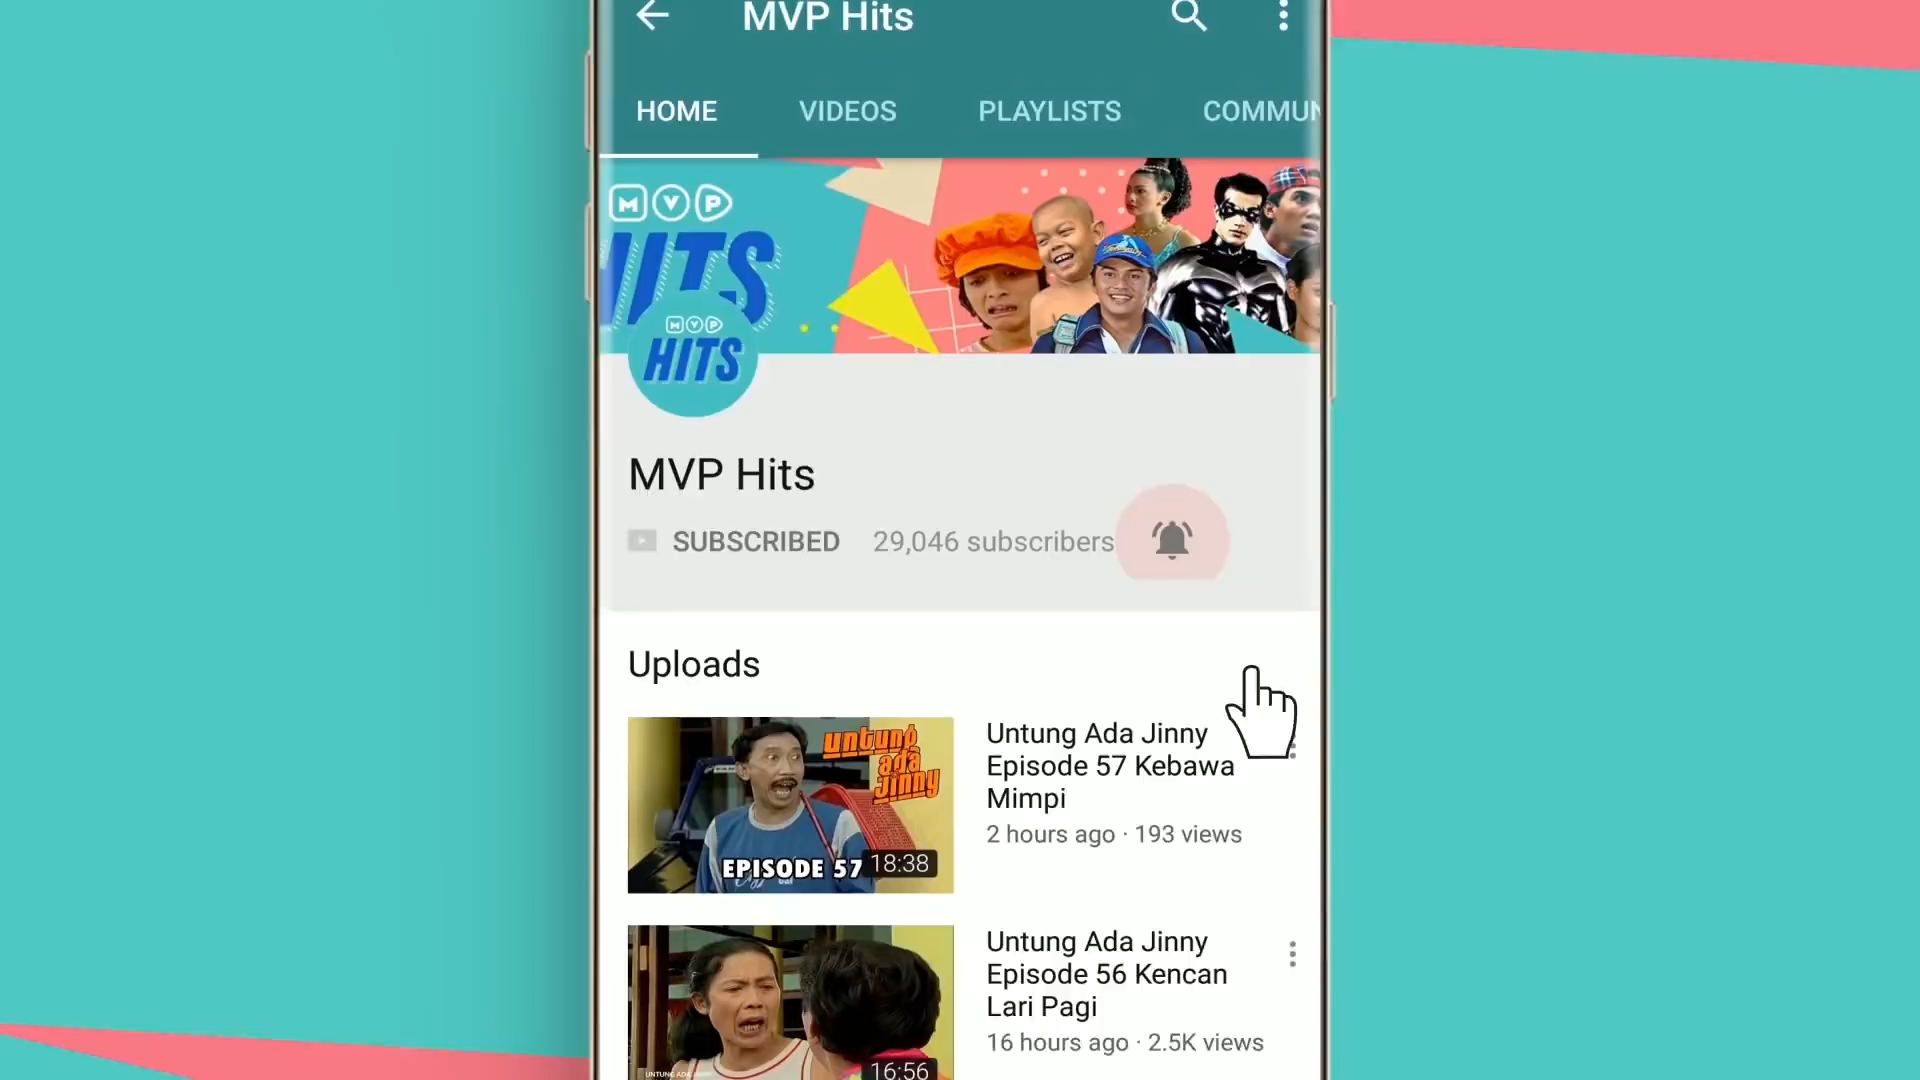 MVP Hits
HOME
VIDEOS
PLAYLISTS
COMMUN
MVP
HITS
MVP
HITS
MVP Hits
SUBSCRIBED
29,046 subscribers
Uploads
untung
ada
Jinny
EPISODE 57
18:38
Untung Ada Jinny
Episode 57 Kebawa
Mimpi
2 hours ago · 193 views
16:56
Untung Ada Jinny
Episode 56 Kencan
Lari Pagi
16 hours ago · 2.5K views